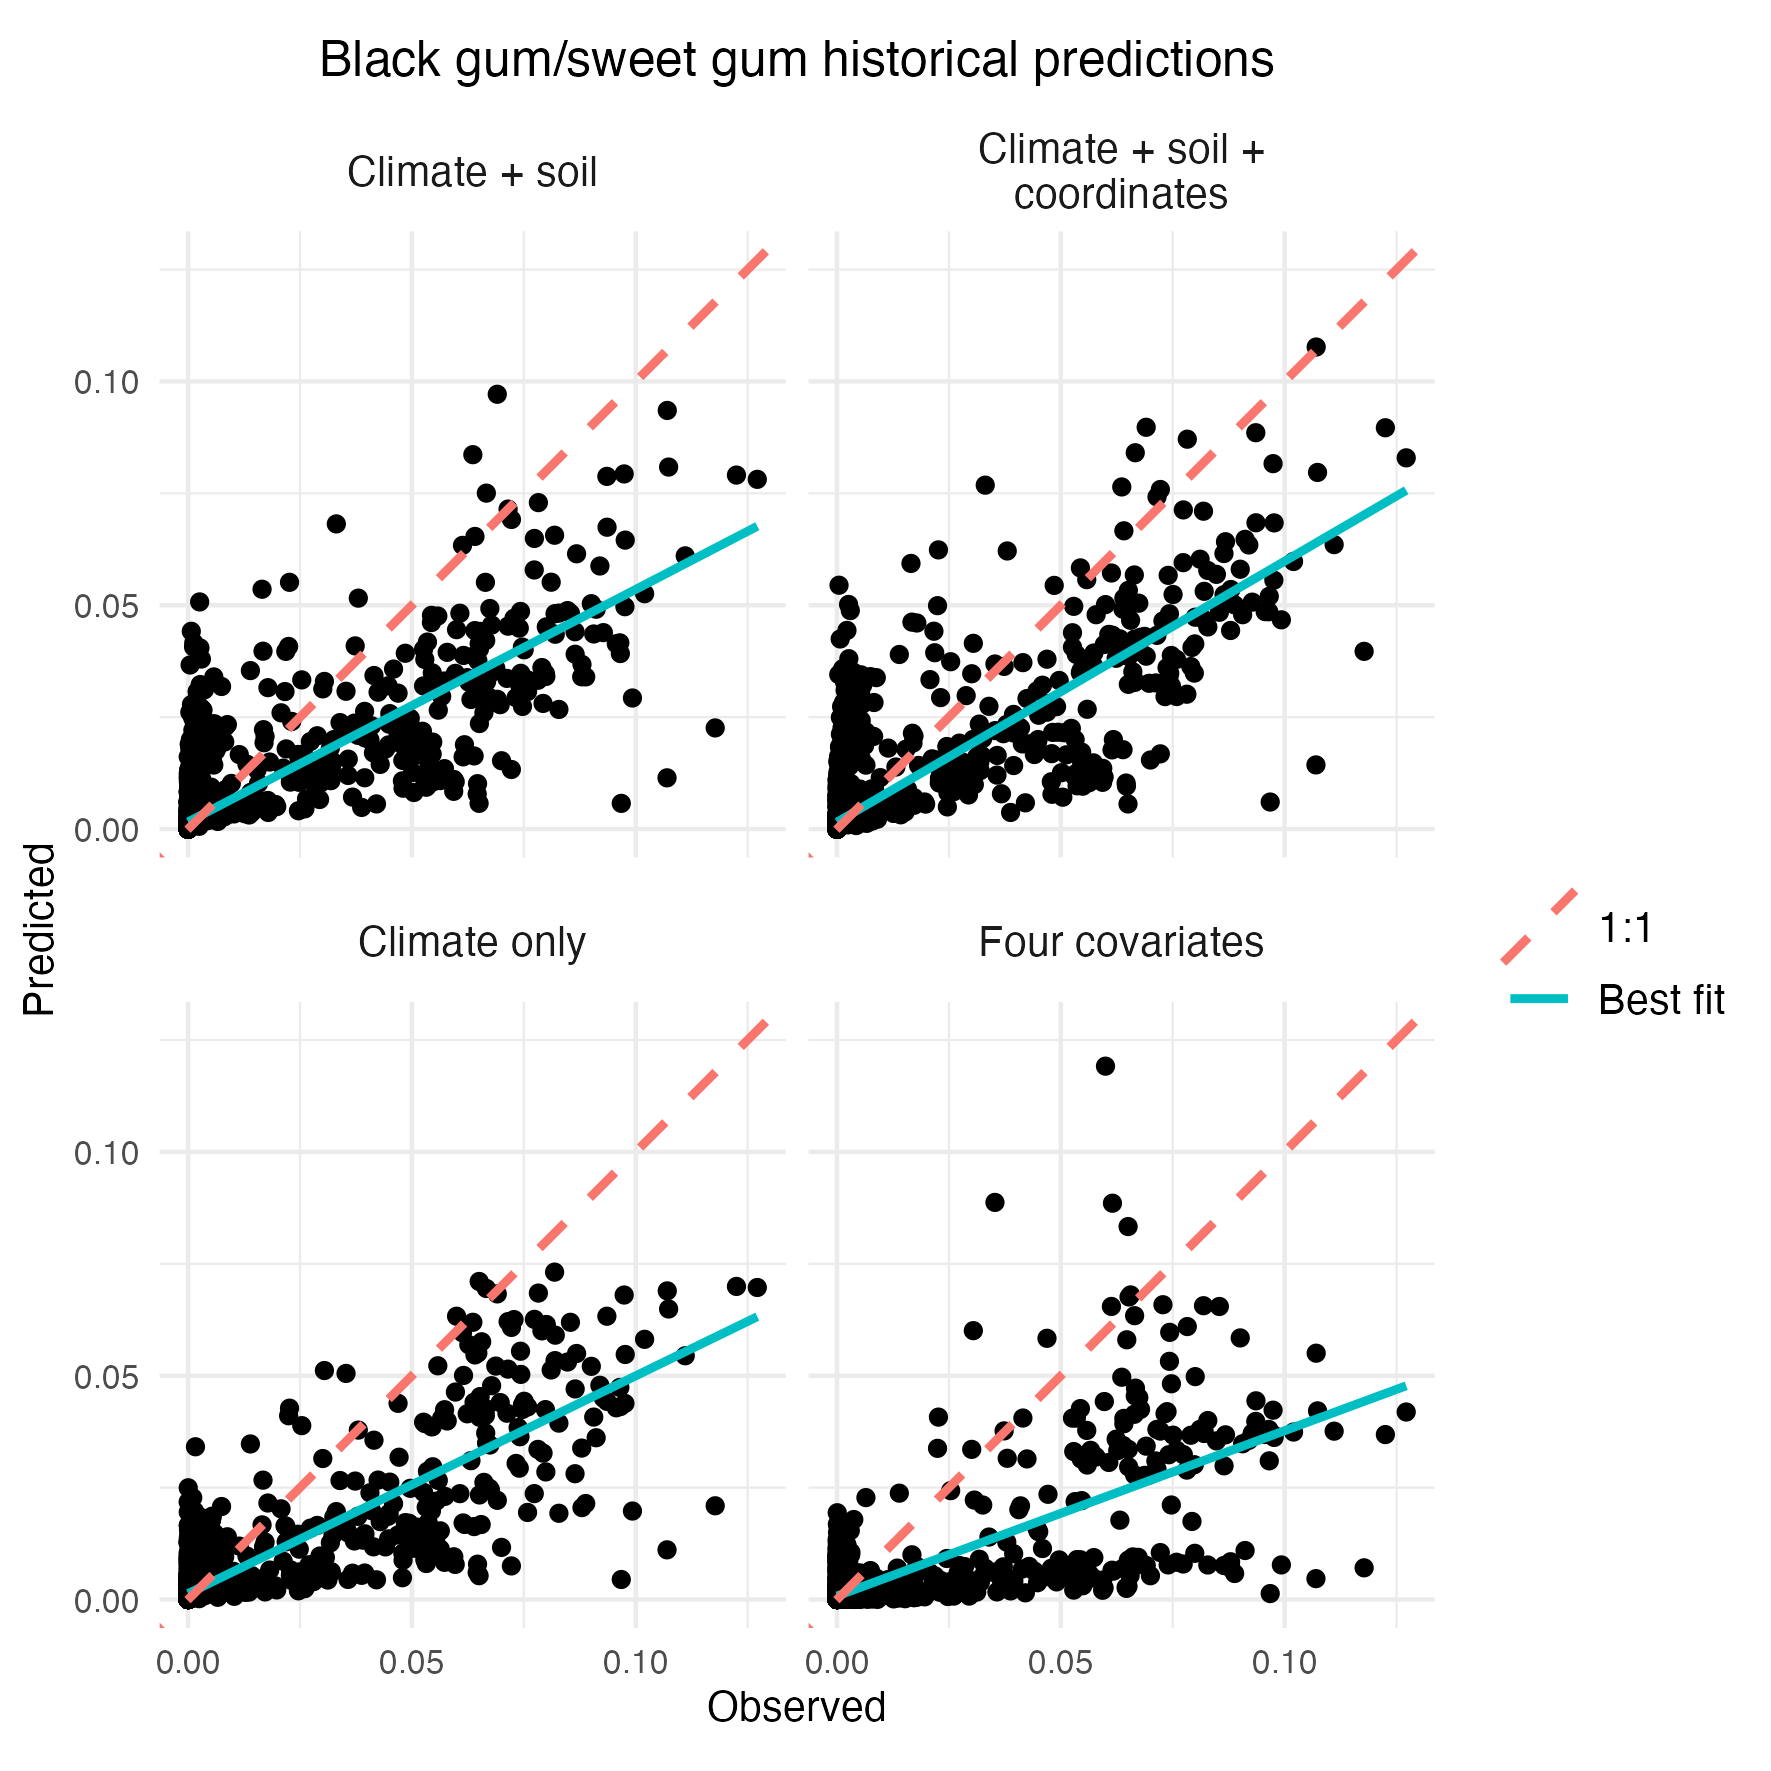 Black gum/sweet gum historical predictions
Climate + soil
Climate + soil +
coordinates
0.10
0.05
0.00
Climate only
Four covariates
0.10
0.05
0.00
0.00
0.05
0.10
0.00
0.05
0.10
Observed
Predicted
1:1
Best fit